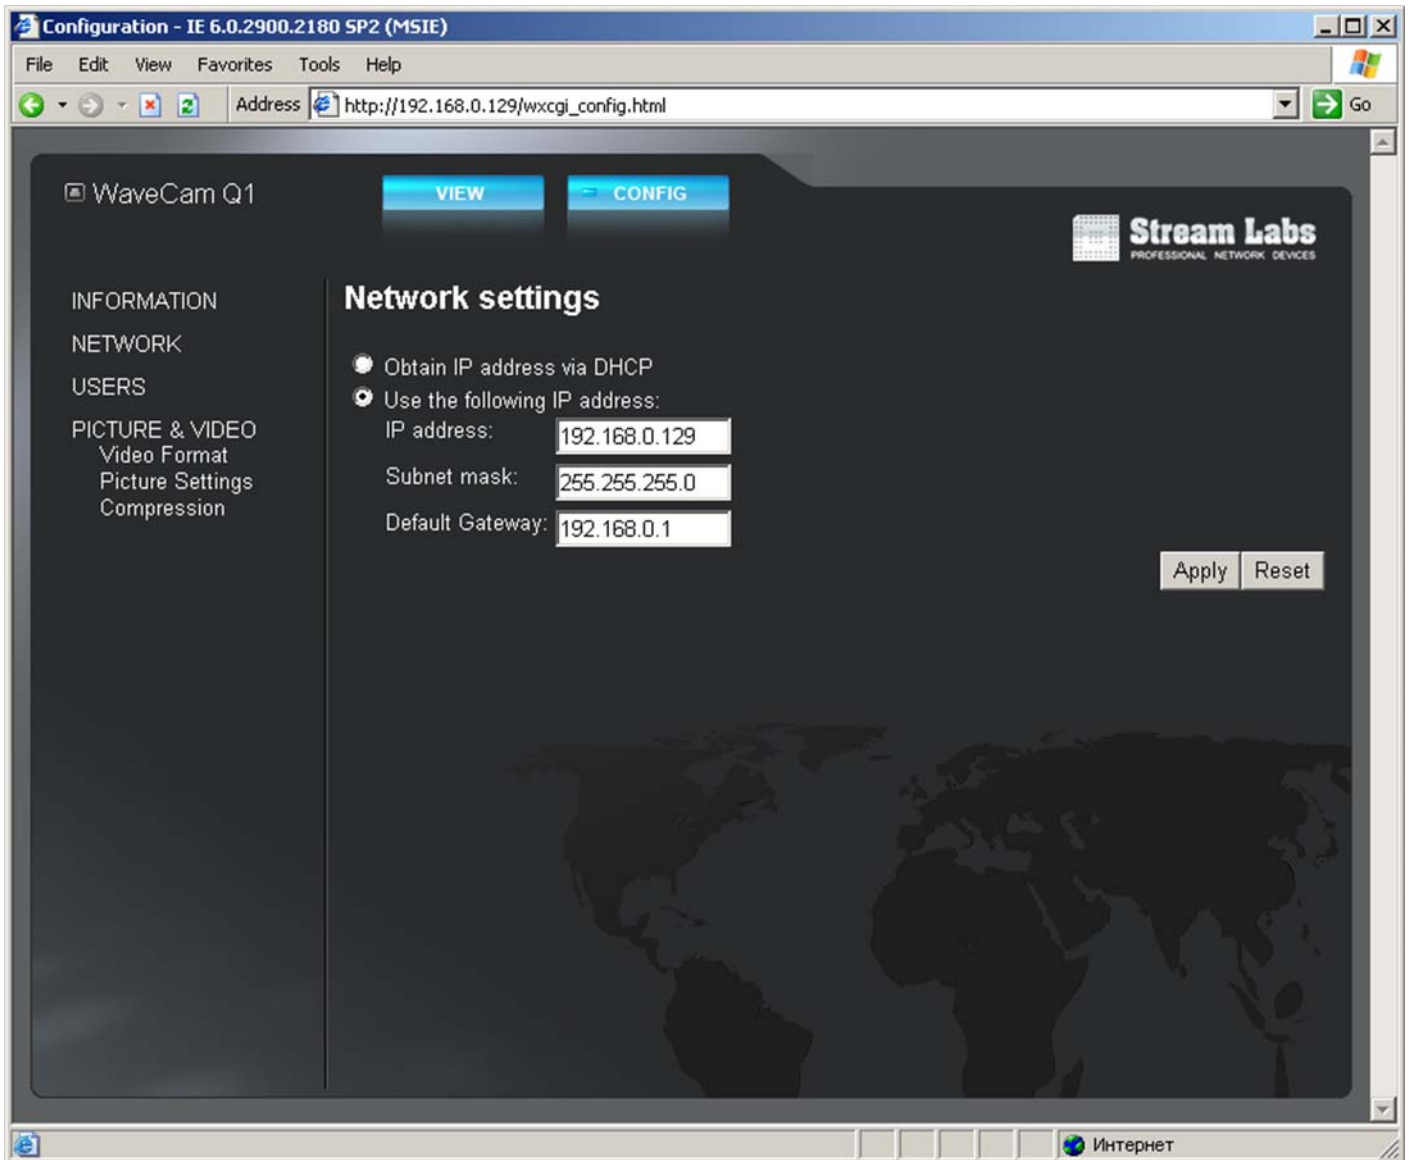 Configuration - IE 6.0.2900.2180 SP2 (MSIE)
File Edit View Favorites Tools Help
Address http://192.168.0.129/wxcgi_config.html Go
WaveCam Q1
VIEW CONFIG
Stream Labs
PROFESSIONAL NETWORK DEVICES
INFORMATION
NETWORK
USERS
PICTURE & VIDEO
Video Format
Picture Settings
Compression
Network settings
Obtain IP address via DHCP
Use the following IP address:
IP address: 192.168.0.129
Subnet mask: 255.255.255.0
Default Gateway: 192.168.0.1
Apply Reset
Интернет